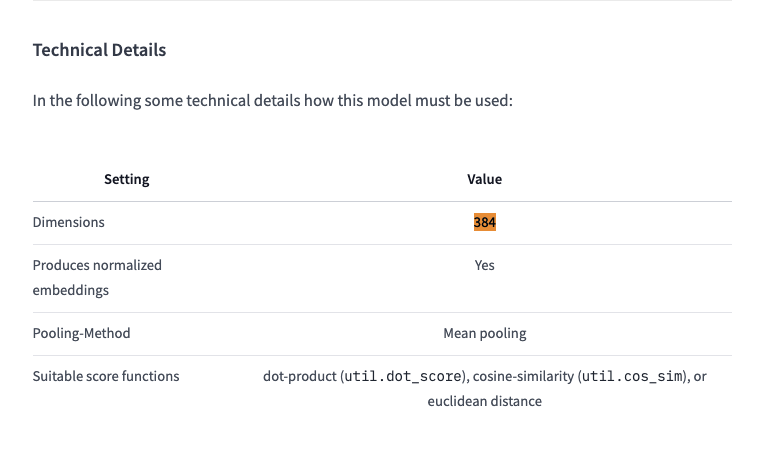 Technical Details
In the following some technical details how this model must be used:
Setting Value
Dimensions 384
Produces normalized Yes
embeddings
Pooling-Method Mean pooling
Suitable score functions dot-product (util.dot_score), cosine-similarity (util.cos_sim), or
euclidean distance